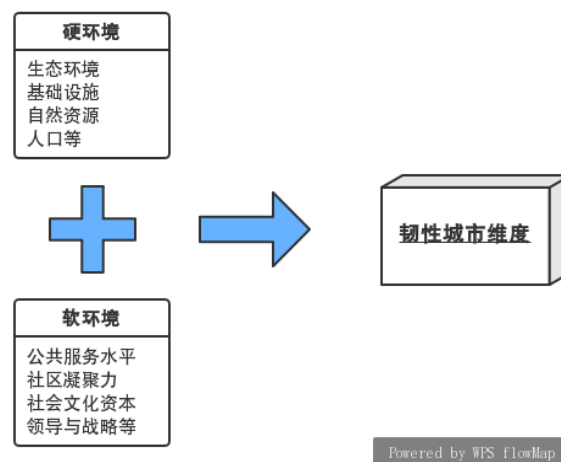 硬环境
生态环境
基础设施
自然资源
人口等
韧性城市维度
软环境
公共服务水平
社区凝聚力
社会文化资本
领导与战略等
Powered by WPS flowMap